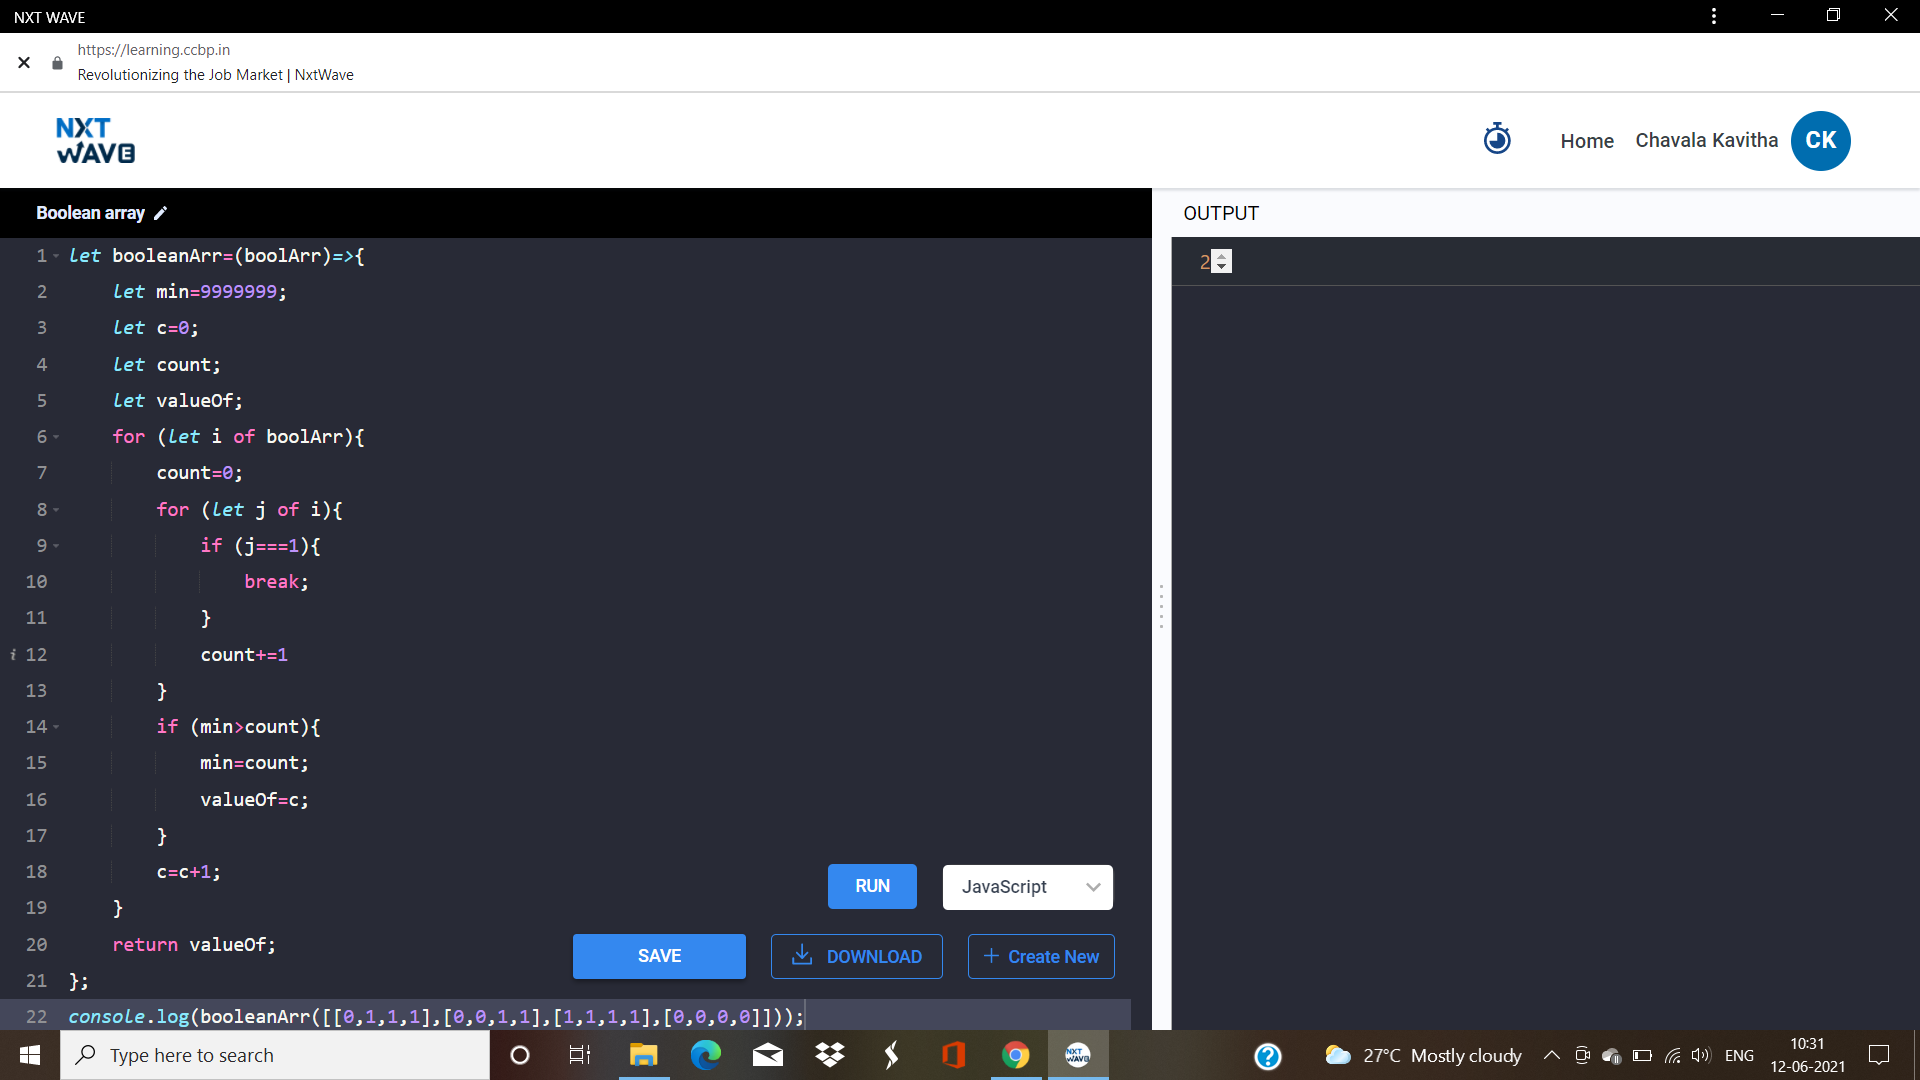 NXT WAVE
https://learning.ccbp.in
Revolutionizing the Job Market | NxtWave
NXT
WAVE
Home
Chavala Kavitha
CK
Boolean array
1 let booleanArr=(boolArr)=>{
2 let min=9999999;
3 let c=0;
4 let count;
5 let valueOf;
6 for (let i of boolArr){
7 count=0;
8 for (let j of i){
9 if (j===1){
10 break;
11 }
i 12 count+=1
13 }
14 if (min>count){
15 min=count;
16 valueOf=c;
17 }
18 c=c+1;
19 }
20 return valueOf;
21 };
22 console.log(booleanArr([[0,1,1,1],[0,0,1,1],[1,1,1,1],[0,0,0,0]]));
RUN
JavaScript
SAVE
DOWNLOAD
+ Create New
OUTPUT
2
Type here to search
NXT
WAVE
27°C Mostly cloudy
ENG
10:31
12-06-2021